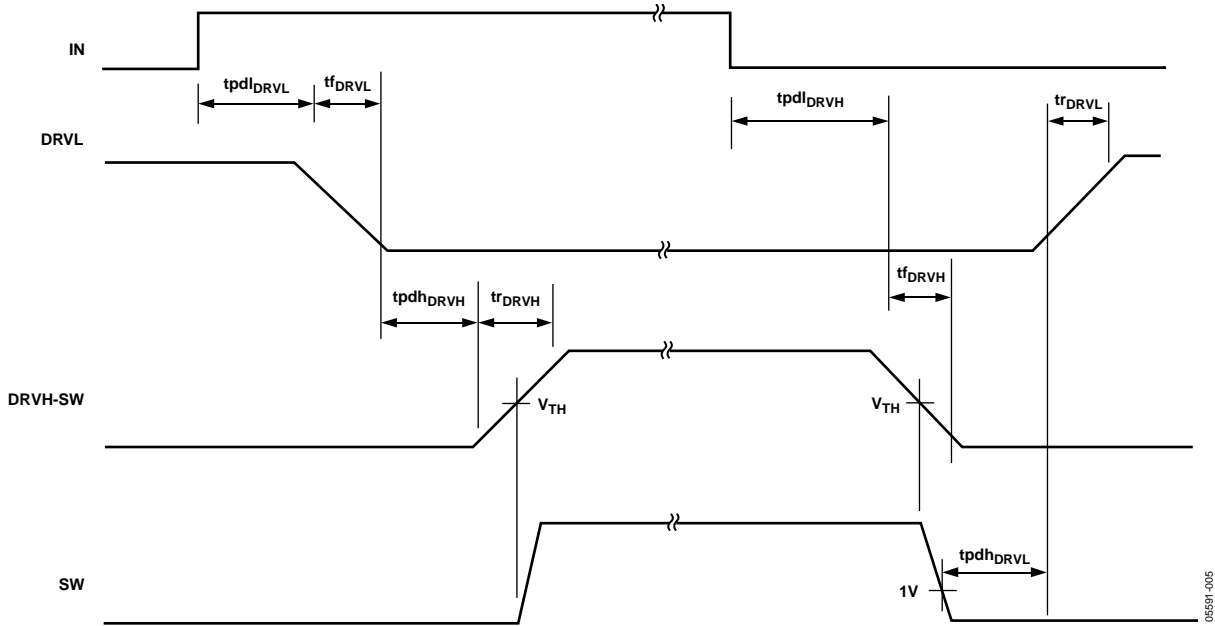 IN
tpdlDRVL
tfDRVL
tpdlDRVH
trDRVL
DRVL
tpdhDRVH
trDRVH
tfDRVH
DRVH-SW
VTH
VTH
SW
1V
tpdhDRVL
05591-005